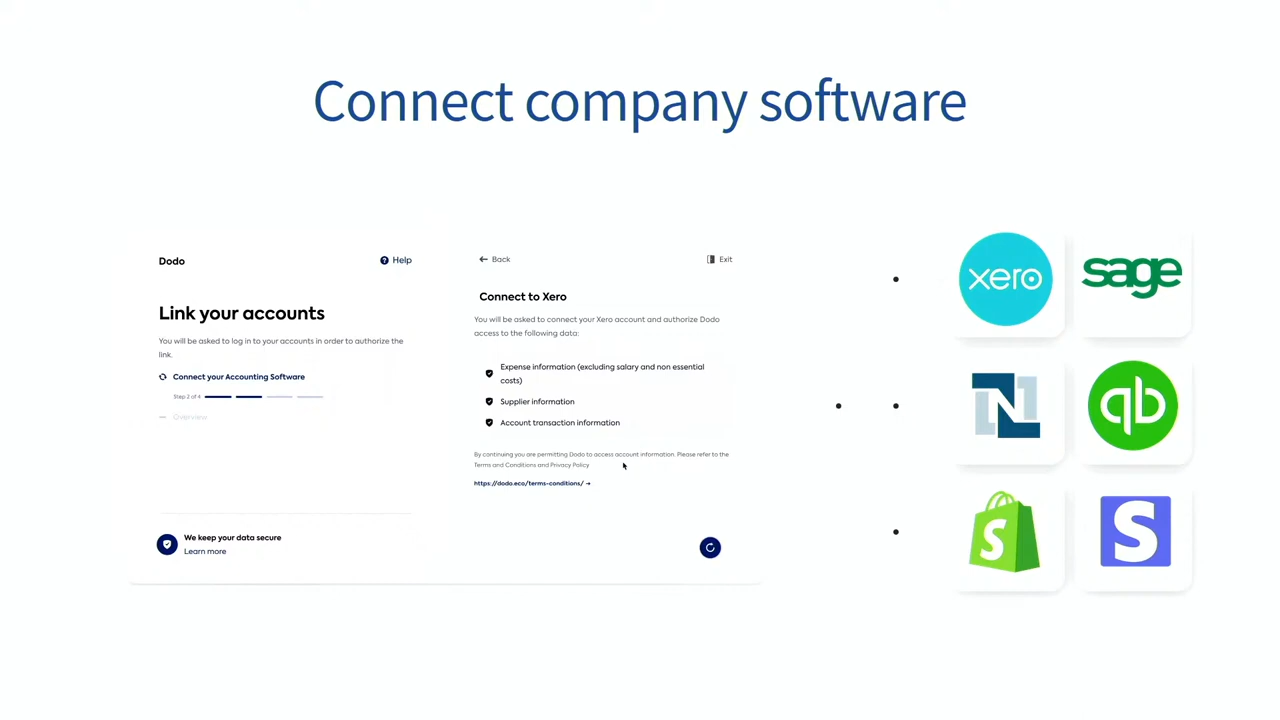 Connect company software
Dodo
Help
Link your accounts
You will be asked to log in to your accounts in order to authorize the
link.
Connect your Accounting Software
Step 2 of 4
Overview
We keep your data secure
Learn more
Back
Exit
Connect to Xero
You will be asked to connect your Xero account and authorize Dodo
access to the following data:
Expense information (excluding salary and non essential
costs)
Supplier information
Account transaction information
By continuing you are permitting Dodo to access account information. Please refer to the
Terms and Conditions and Privacy Policy
https://dodo.eco/terms-conditions/ →
xero
sage
N
qb
S
S